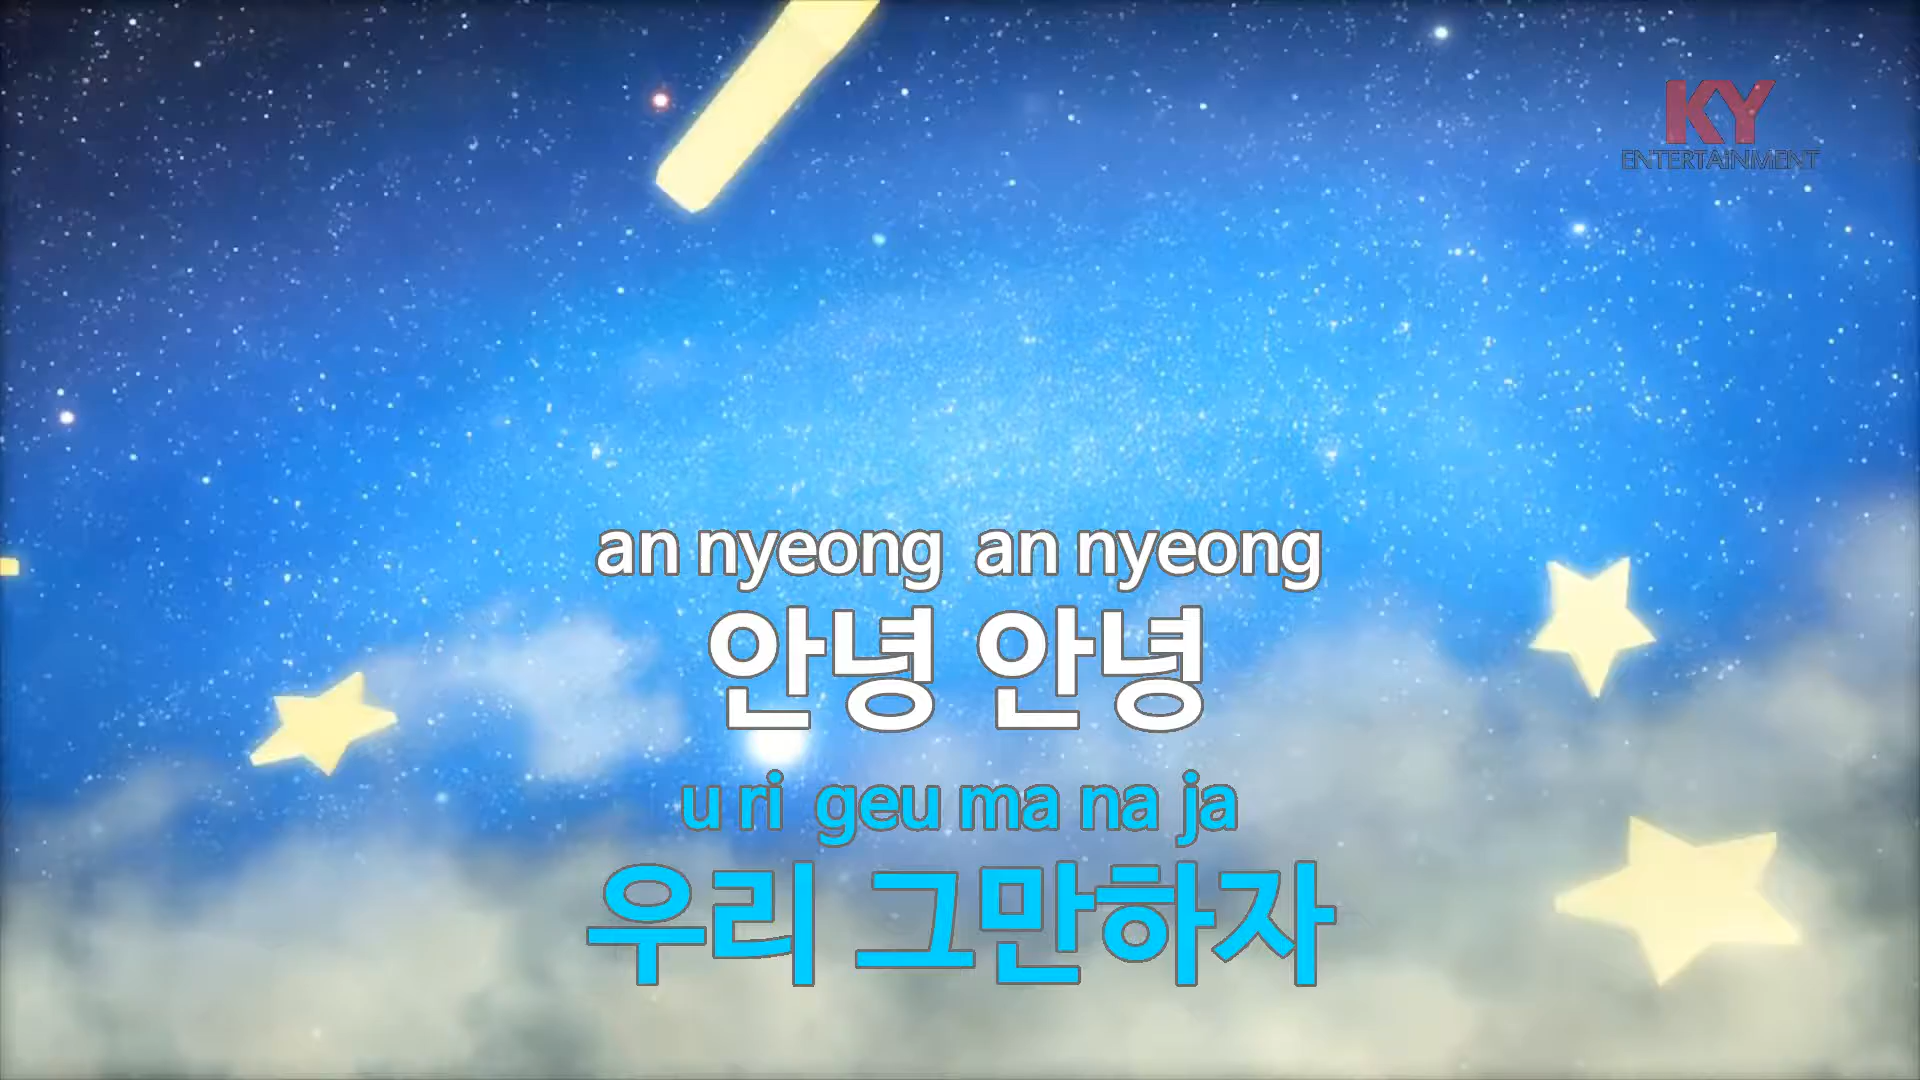 KY
ENTERTAiNMENT
an nyeong an nyeong
안녕 안녕
u ri geu ma na ja
우리 그만하자